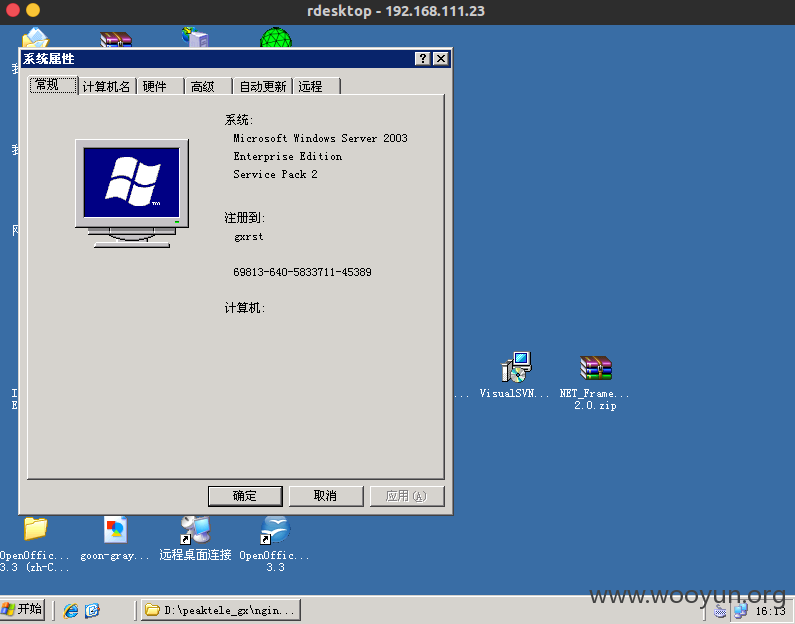 rdesktop - 192.168.111.23
系统属性
常规
计算机名
硬件
高级
自动更新
远程
系统:
Microsoft Windows Server 2003
Enterprise Edition
Service Pack 2
注册到:
gxrst
69813-640-5833711-45389
计算机:
确定
取消
应用(A)
VisualSVN...
NET_Frame...
2.0.zip
OpenOffic...
3.3 (zh-C...
goon-gray...
远程桌面连接
OpenOffic...
3.3
www.wooyun.org
开始
D:\peaktele_gx\ngin...
16:13